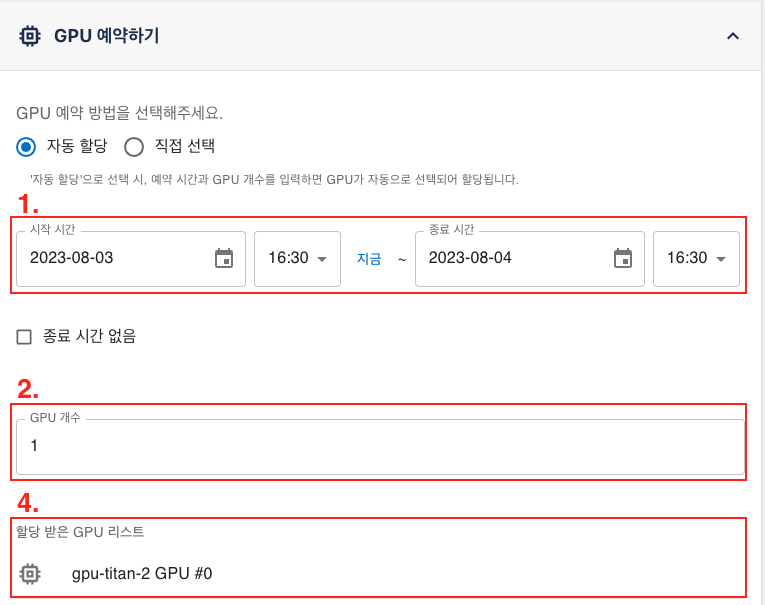 GPU 예약하기
GPU 예약 방법을 선택해주세요.
자동 할당 직접 선택
'자동 할당'으로 선택 시, 예약 시간과 GPU 개수를 입력하면 GPU가 자동으로 선택되어 할당됩니다.
1.
시작 시간 종료 시간
2023-08-03 16:30 지금 ~ 2023-08-04 16:30
종료 시간 없음
2.
GPU 개수
1
4.
할당 받은 GPU 리스트
gpu-titan-2 GPU #0